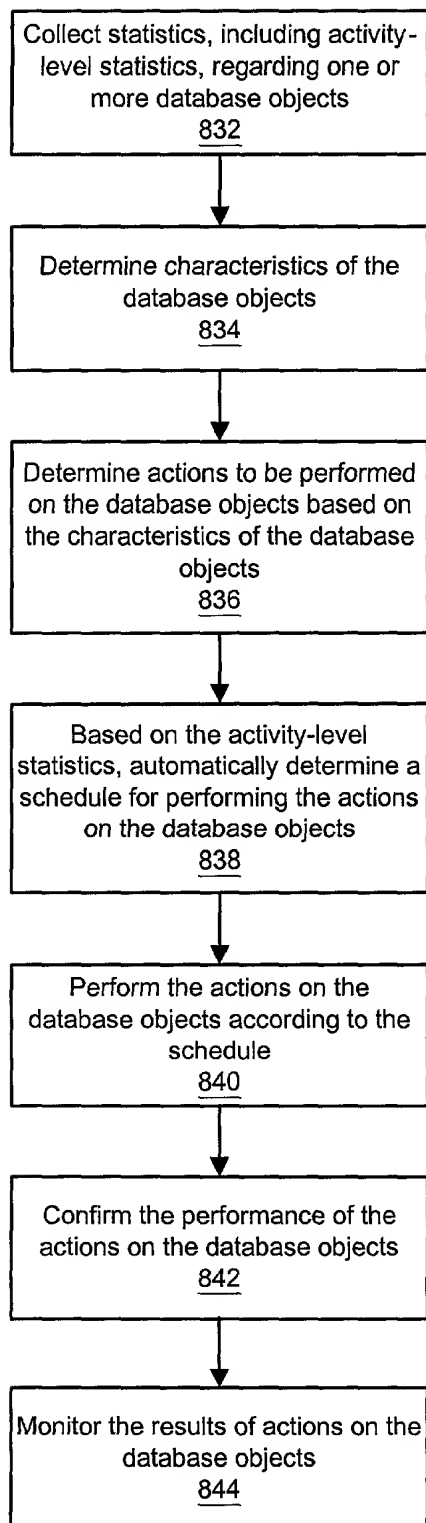 Collect statistics, including activity-
level statistics, regarding one or
more database objects
832
Determine characteristics of the
database objects
834
Determine actions to be performed
on the database objects based on
the characteristics of the database
objects
836
Based on the activity-level
statistics, automatically determine a
schedule for performing the actions
on the database objects
838
Perform the actions on the
database objects according to the
schedule
840
Confirm the performance of the
actions on the database objects
842
Monitor the results of actions on the
database objects
844